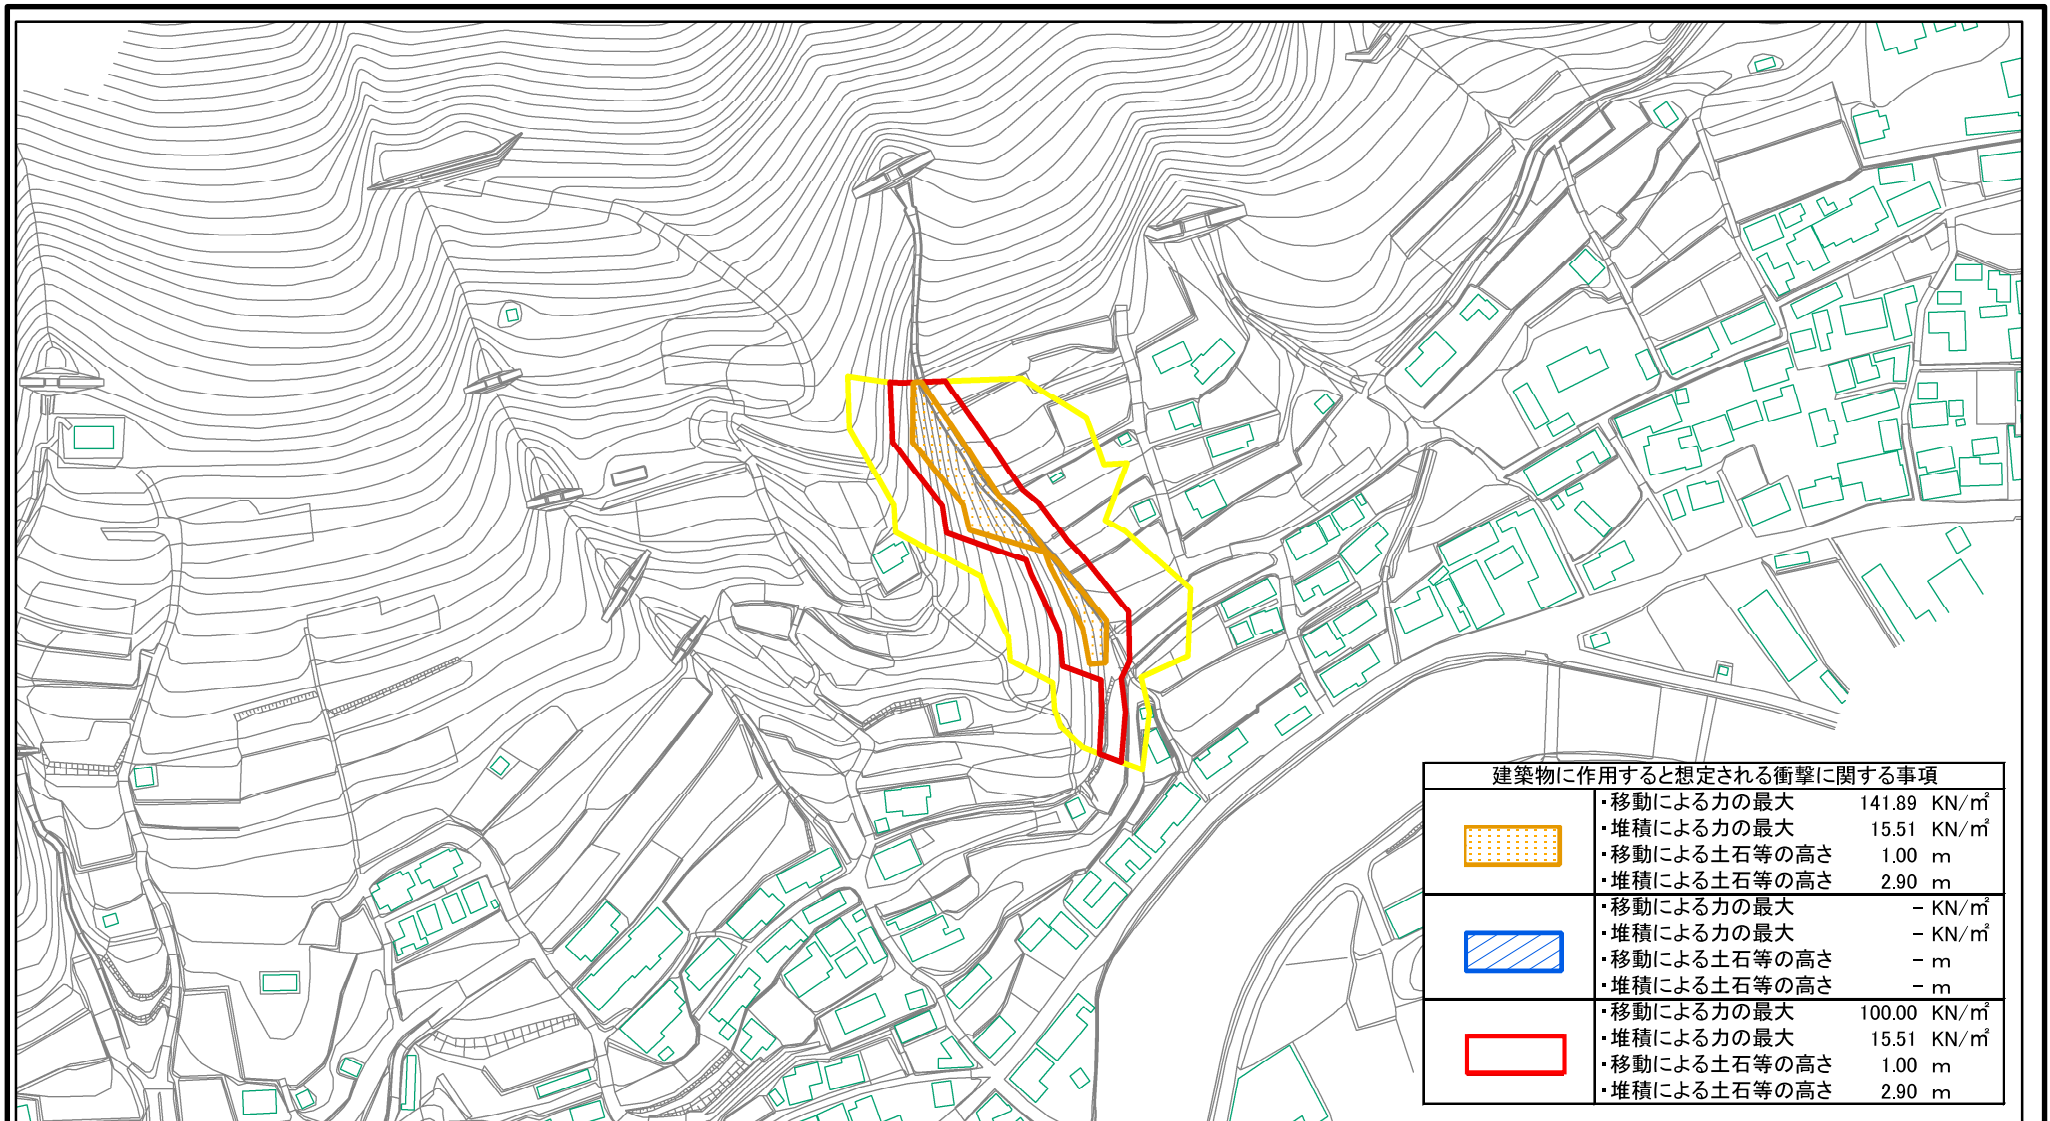 建築物に作用すると想定される衝撃に関する事項
・移動による力の最大 141.89 KN/㎡
・堆積による力の最大 15.51 KN/㎡
・移動による土石等の高さ 1.00 m
・堆積による土石等の高さ 2.90 m
・移動による力の最大 - KN/㎡
・堆積による力の最大 - KN/㎡
・移動による土石等の高さ - m
・堆積による土石等の高さ - m
・移動による力の最大 100.00 KN/㎡
・堆積による力の最大 15.51 KN/㎡
・移動による土石等の高さ 1.00 m
・堆積による土石等の高さ 2.90 m